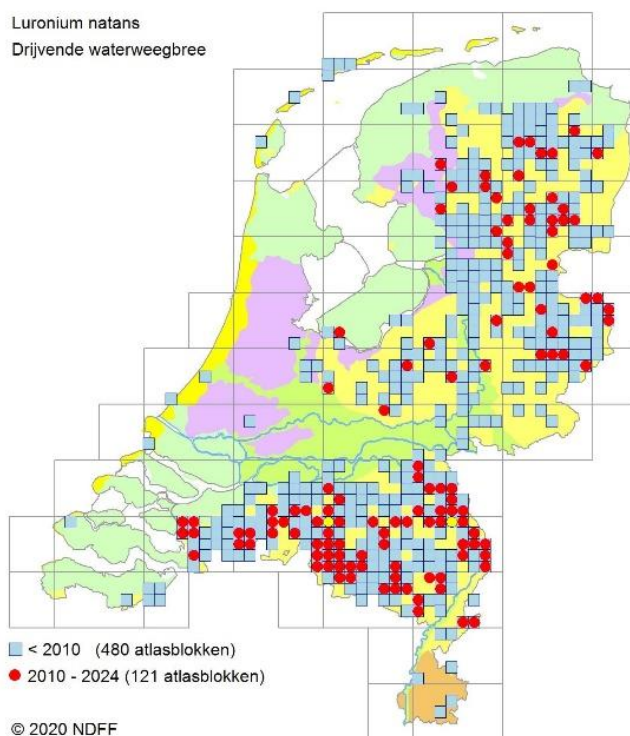 Luronium natans
Drijvende waterweegbree
< 2010 (480 atlasblokken)
2010 - 2024 (121 atlasblokken)
© 2020 NDFF